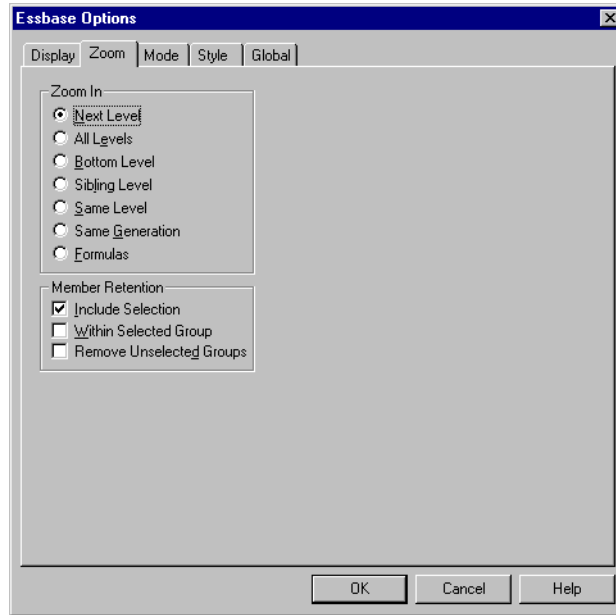 Essbase Options
Display Zoom Mode Style Global
Zoom In
Next Level
All Levels
Bottom Level
Sibling Level
Same Level
Same Generation
Formulas
Member Retention
Include Selection
Within Selected Group
Remove Unselected Groups
OK Cancel Help